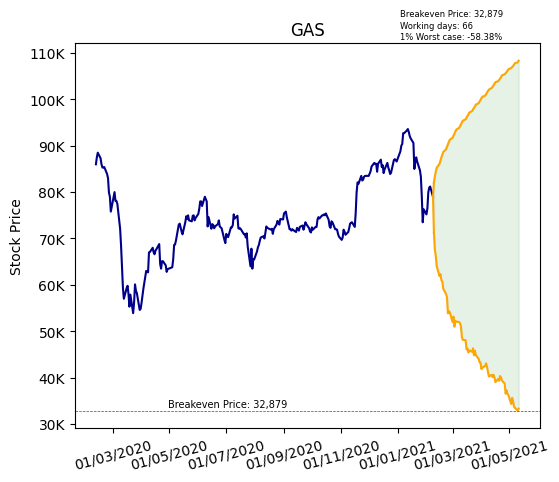 Breakeven Price: 32,879
Working days: 66
1% Worst case: -58.38%
GAS
Stock Price
110K
100K
90K
80K
70K
60K
50K
40K
30K
Breakeven Price: 32,879
01/03/2020
01/05/2020
01/07/2020
01/09/2020
01/11/2020
01/01/2021
01/03/2021
01/05/2021